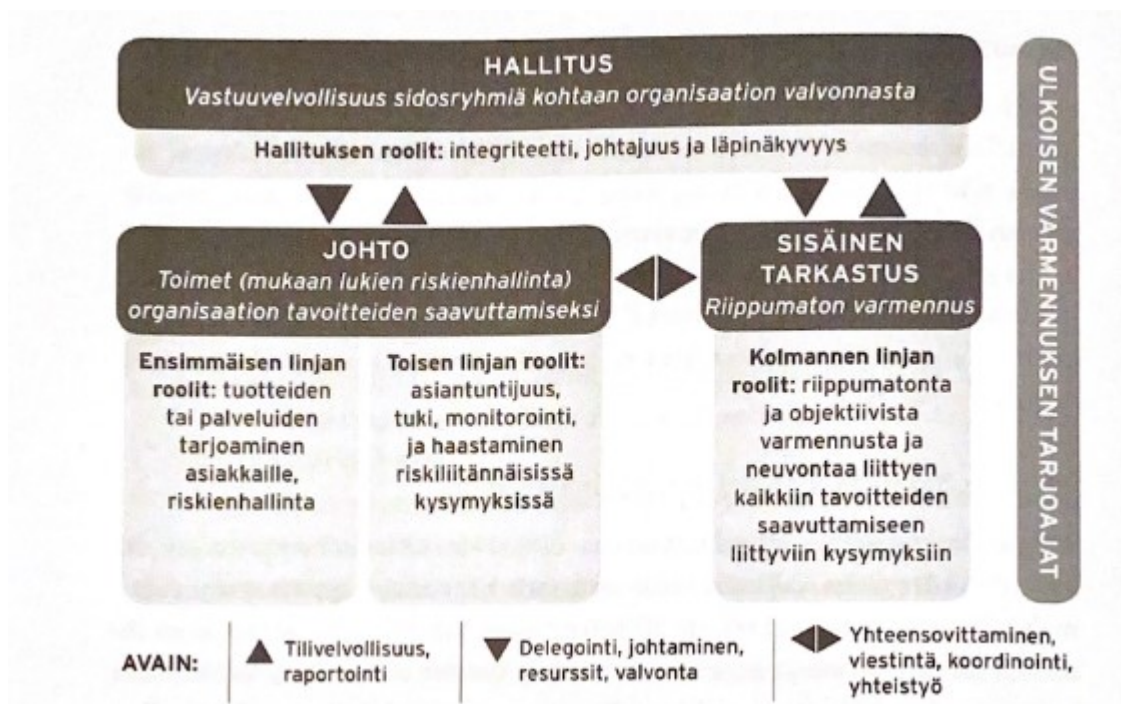 HALLITUS
Vastuuvelvollisuus sidosryhmiä kohtaan organisaation valvonnasta
Hallituksen roolit: integriteetti, johtajuus ja läpinäkyvyys
JOHTO
Toimet (mukaan lukien riskienhallinta)
organisaation tavoitteiden saavuttamiseksi
SISÄINEN
TARKASTUS
Riippumaton varmennus
Ensimmäisen linjan
roolit: tuotteiden
tai palveluiden
tarjoaminen
asiakkaille,
riskienhallinta
Toisen linjan roolit:
asiantuntijuus,
tuki, monitorointi,
ja haastaminen
riskiliitännäisissä
kysymyksissä
Kolmannen linjan
roolit: riippumatonta
ja objektiivista
varmennusta ja
neuvontaa liittyen
kaikkiin tavoitteiden
saavuttamiseen
liittyviin kysymyksiin
ULKOISEN VARMENNUKSEN TARJOAJAT
AVAIN:
Tilivelvollisuus,
raportointi
Delegointi, johtaminen,
resurssit, valvonta
Yhteensovittaminen,
viestintä, koordinointi,
yhteistyö